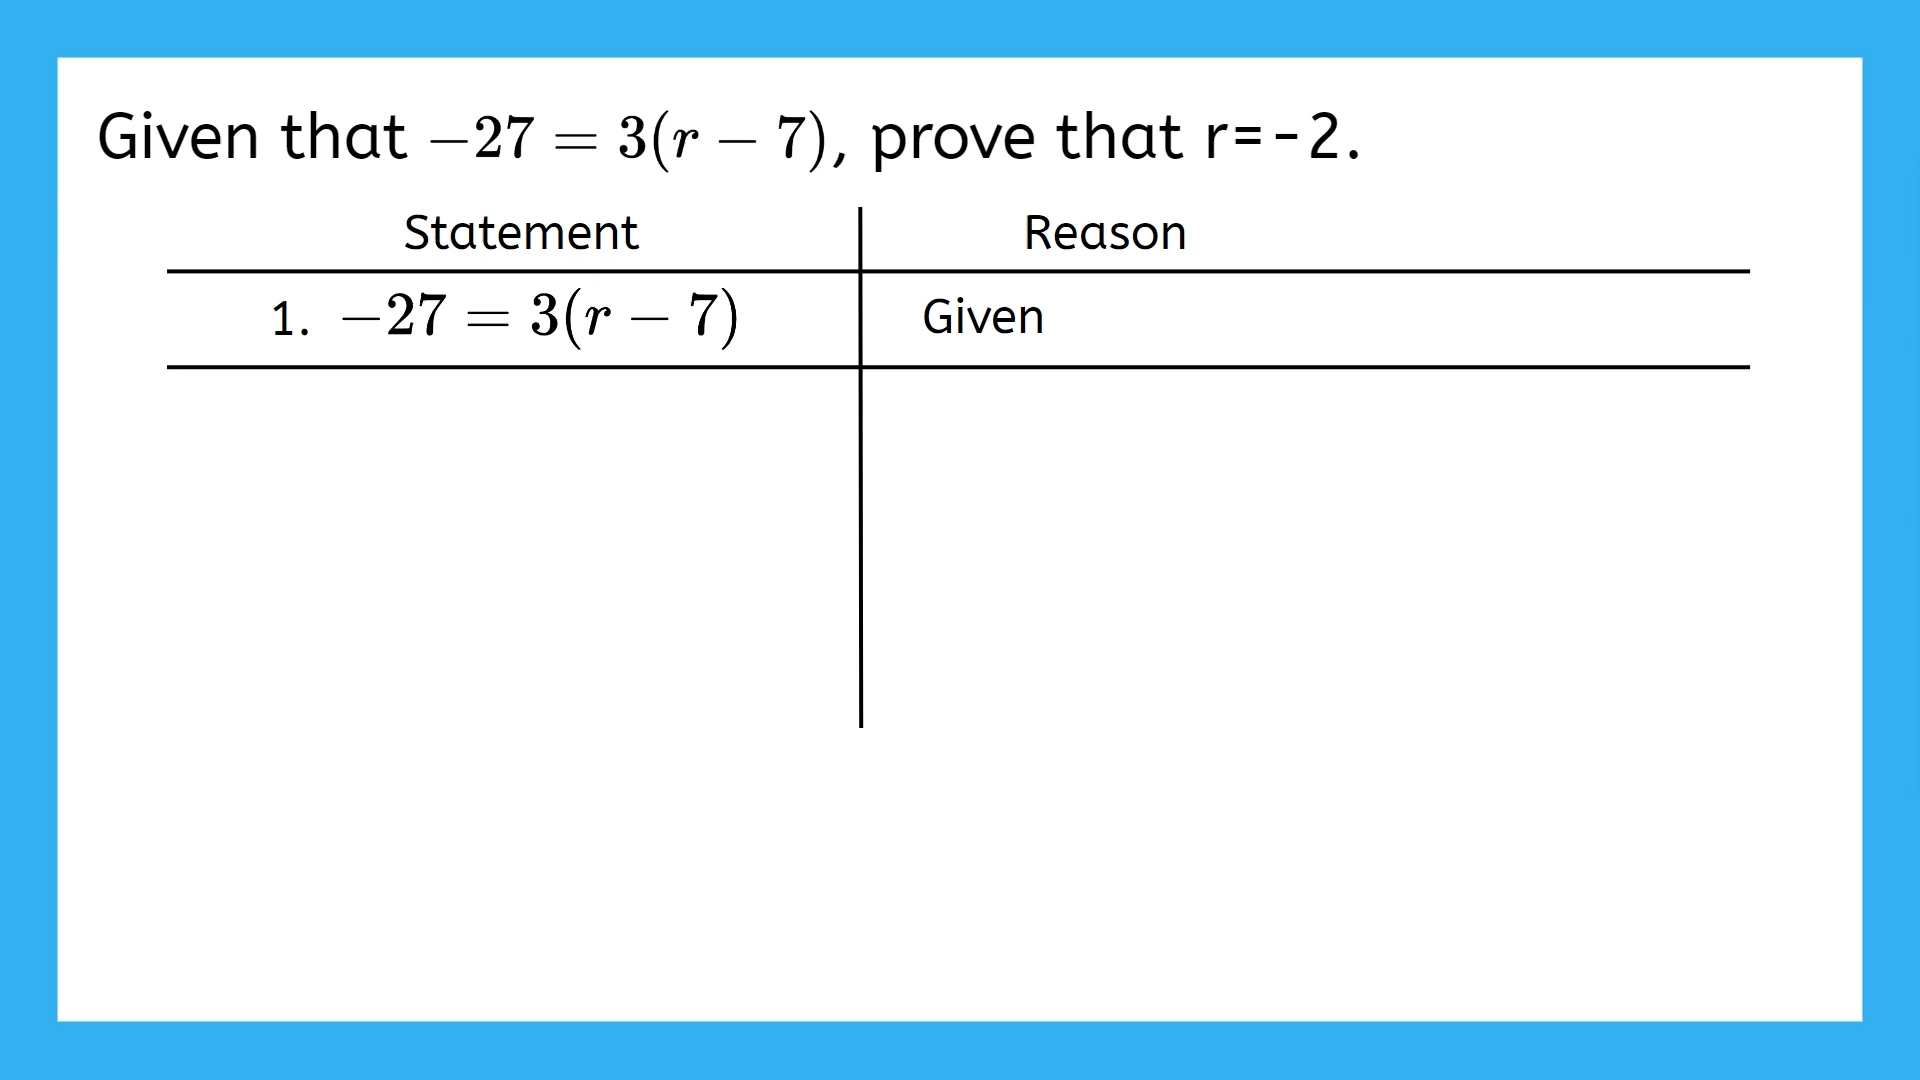 Given that −27 = 3(r − 7), prove that r=-2.
Statement Reason
1. −27 = 3(r − 7) Given